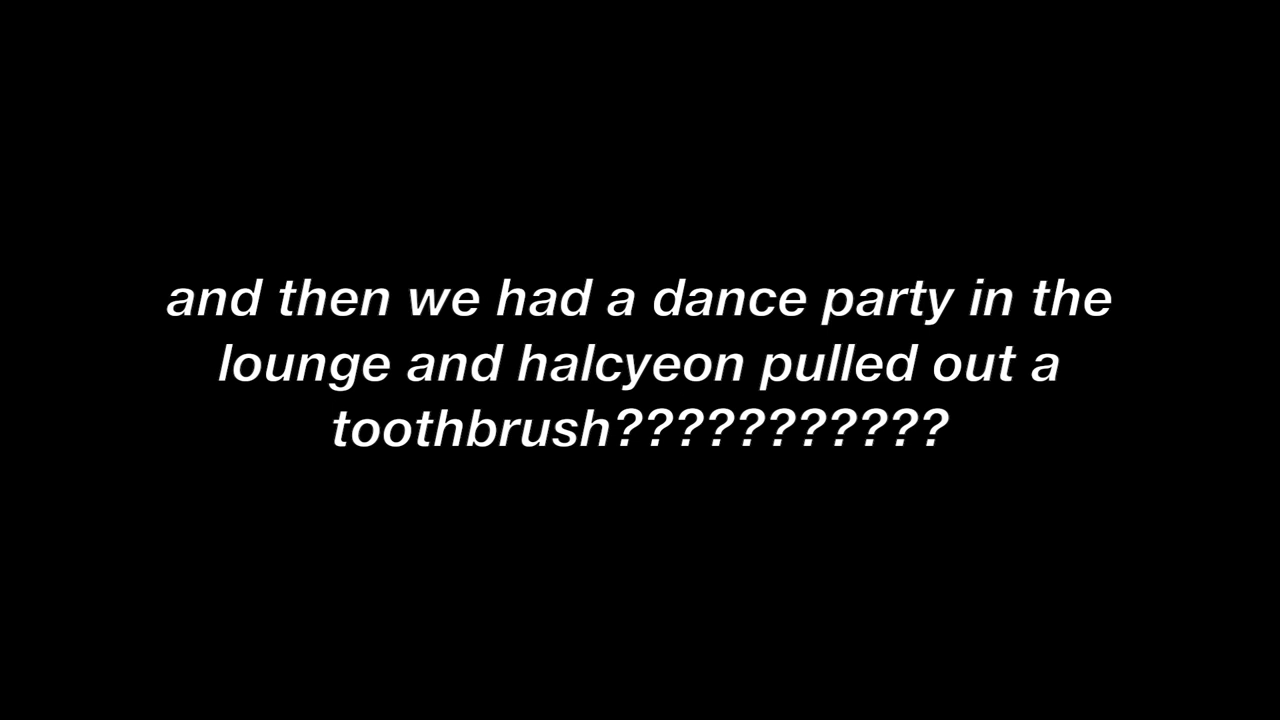 and then we had a dance party in the
lounge and halcyeon pulled out a
toothbrush???????????